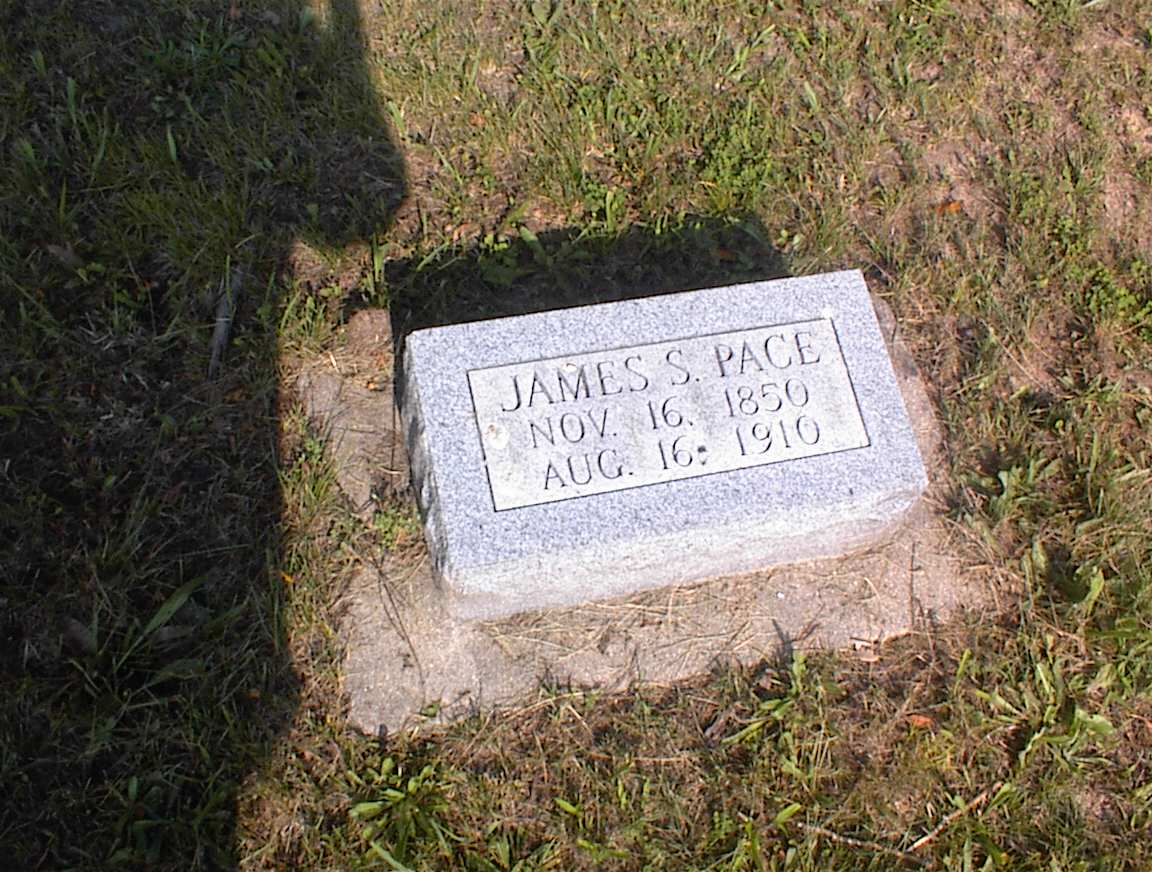 JAMES S. PACE
NOV. 16, 1850
AUG. 16, 1910